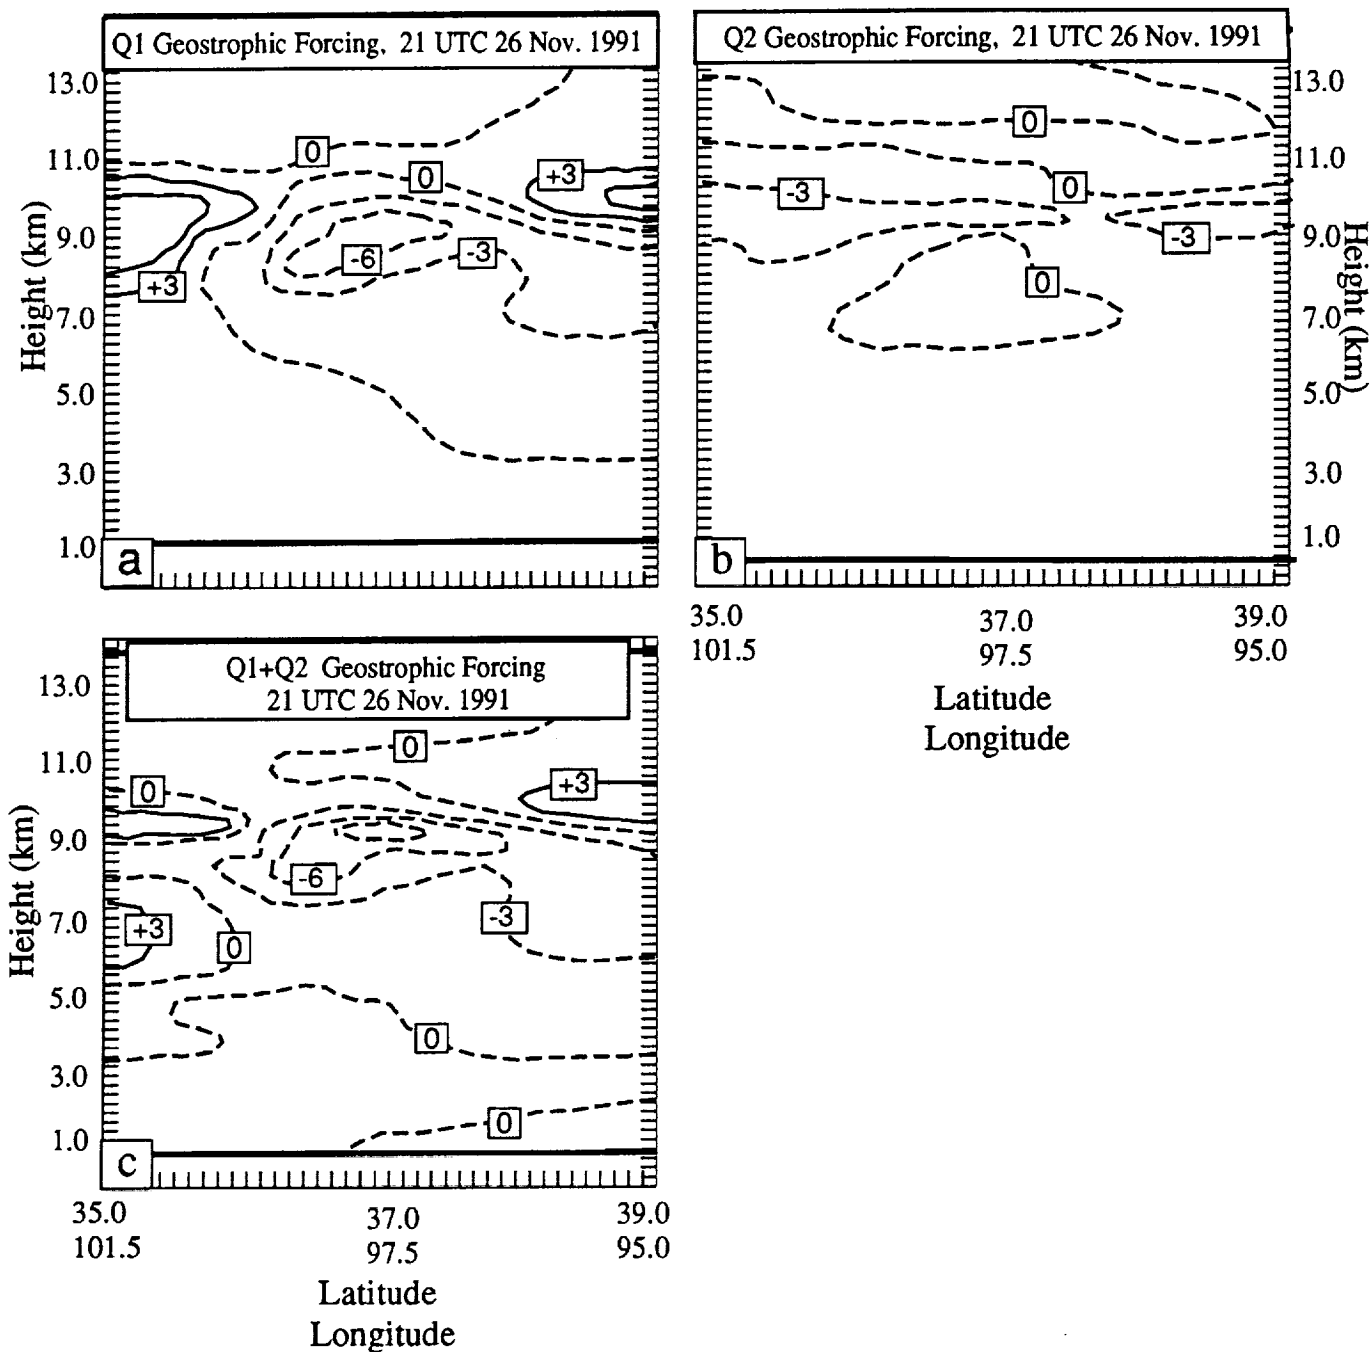 Q1 Geostrophic Forcing, 21 UTC 26 Nov. 1991
13.0
11.0
9.0
7.0
5.0
3.0
1.0
Height (km)
0
0
+3
+3
-6
-3
a
Q2 Geostrophic Forcing, 21 UTC 26 Nov. 1991
13.0
11.0
9.0
7.0
5.0
3.0
1.0
Height (km)
0
0
-3
-3
0
b
35.0 37.0 39.0
101.5 97.5 95.0
Latitude
Longitude
Q1+Q2 Geostrophic Forcing
21 UTC 26 Nov. 1991
13.0
11.0
9.0
7.0
5.0
3.0
1.0
Height (km)
0
0
+3
-6
+3
0
-3
0
0
c
35.0 37.0 39.0
101.5 97.5 95.0
Latitude
Longitude